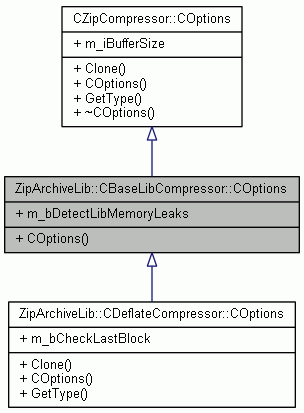 CZipCompressor::COptions
+ m_iBufferSize
+ Clone()
+ COptions()
+ GetType()
+ ~COptions()
ZipArchiveLib::CBaseLibCompressor::COptions
+ m_bDetectLibMemoryLeaks
+ COptions()
ZipArchiveLib::CDeflateCompressor::COptions
+ m_bCheckLastBlock
+ Clone()
+ COptions()
+ GetType()